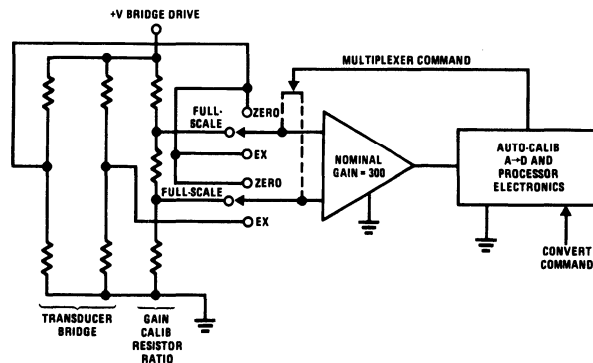 +V BRIDGE DRIVE
MULTIPLEXER COMMAND
ZERO
FULL-
SCALE
EX
ZERO
FULL-SCALE
EX
NOMINAL
GAIN = 300
AUTO-CALIB
A→D AND
PROCESSOR
ELECTRONICS
CONVERT
COMMAND
TRANSDUCER
BRIDGE
GAIN
CALIB
RESISTOR
RATIO